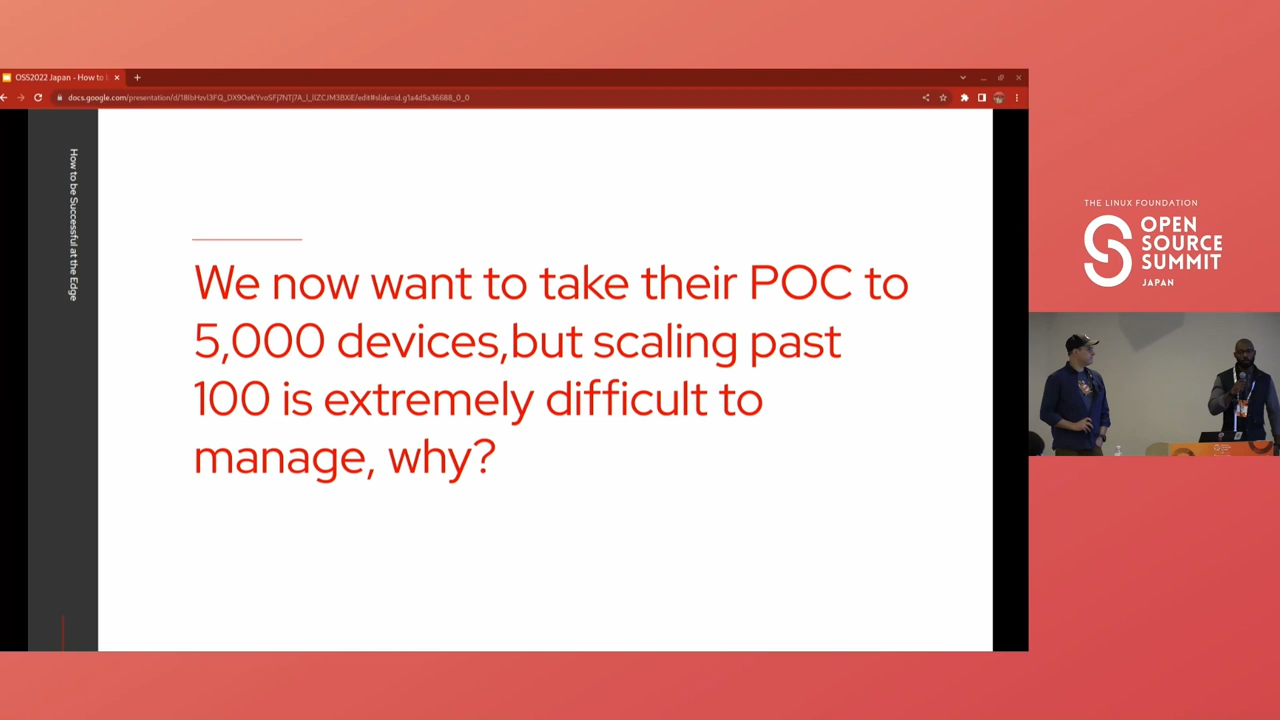 OSS2022 Japan - How to b
How to be Successful at the Edge
We now want to take their POC to
5,000 devices,but scaling past
100 is extremely difficult to
manage, why?
THE LINUX FOUNDATION
OPEN
SOURCE
SUMMIT
JAPAN